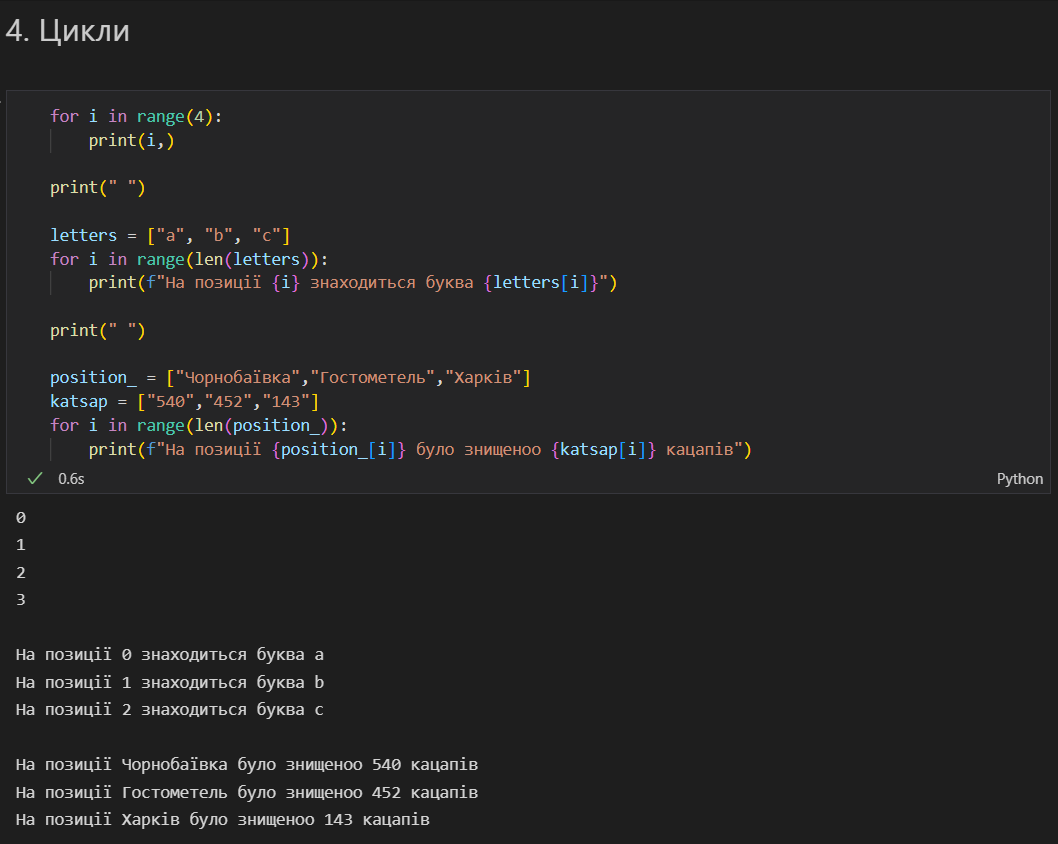 4. Цикли
for i in range(4):
    print(i,)
print(" ")
letters = ["a", "b", "c"]
for i in range(len(letters)):
    print(f"На позиції {i} знаходиться буква {letters[i]}")
print(" ")
position_ = ["Чорнобаївка","Гостометель","Харків"]
katsap = ["540","452","143"]
for i in range(len(position_)):
    print(f"На позиції {position_[i]} було знищеноо {katsap[i]} кацапів")
✓ 0.6s Python
0
1
2
3
На позиції 0 знаходиться буква a
На позиції 1 знаходиться буква b
На позиції 2 знаходиться буква c
На позиції Чорнобаївка було знищеноо 540 кацапів
На позиції Гостометель було знищеноо 452 кацапів
На позиції Харків було знищеноо 143 кацапів